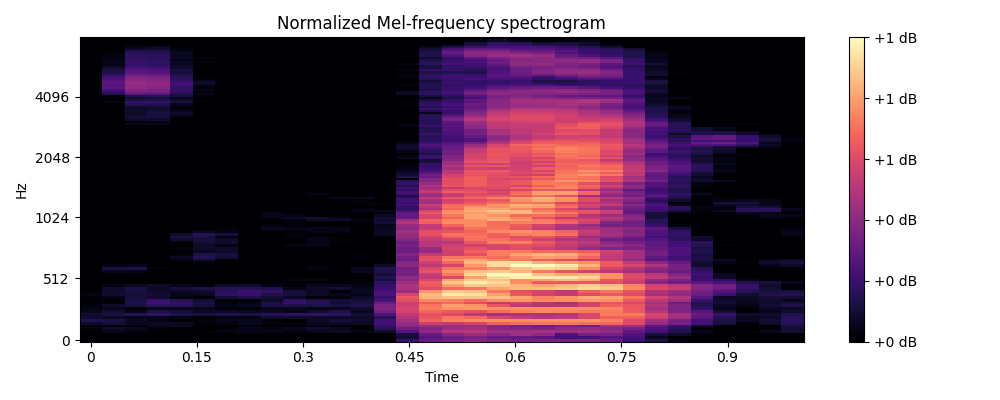 Normalized Mel-frequency spectrogram
Hz
4096
2048
1024
512
0
0 0.15 0.3 0.45 0.6 0.75 0.9
Time
+1 dB
+1 dB
+1 dB
+0 dB
+0 dB
+0 dB